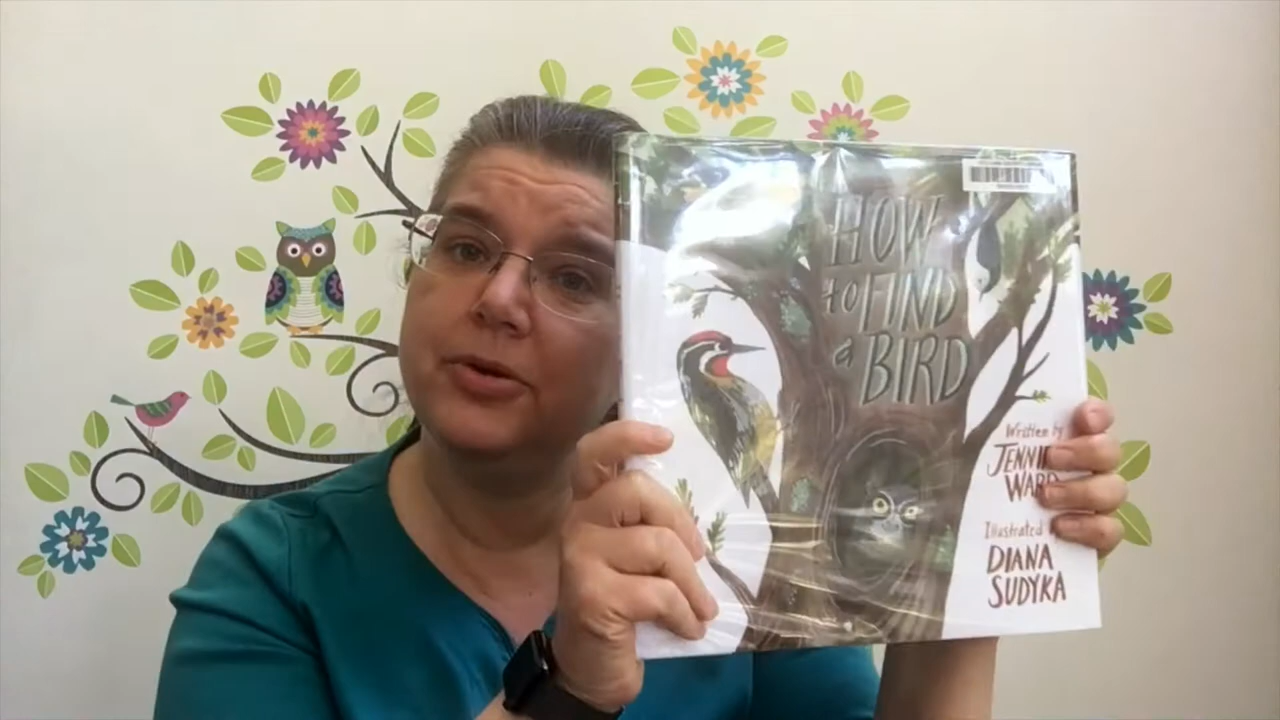 HOW
to FIND
a BIRD
Written by
WARD
Illustrated
DIANA
SUDYKA